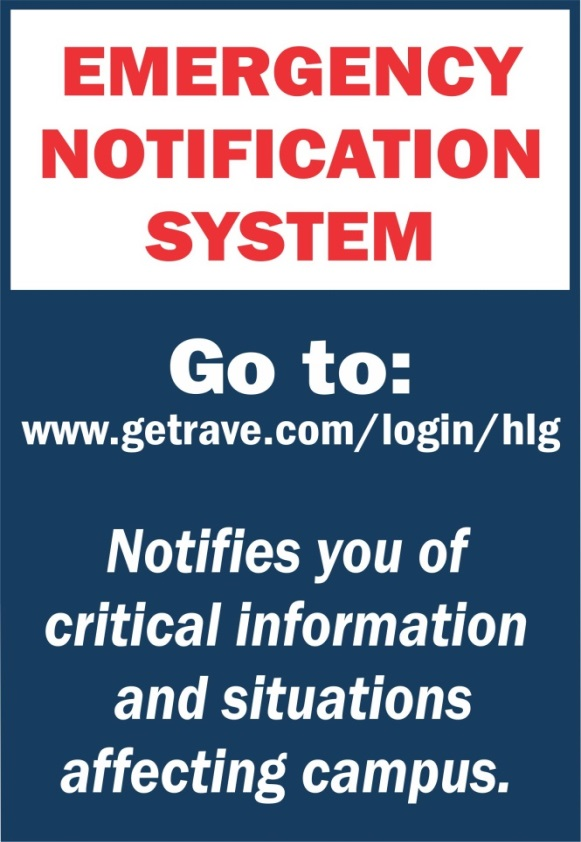 EMERGENCY
NOTIFICATION
SYSTEM
Go to:
www.getrave.com/login/hlg
Notifies you of
critical information
and situations
affecting campus.